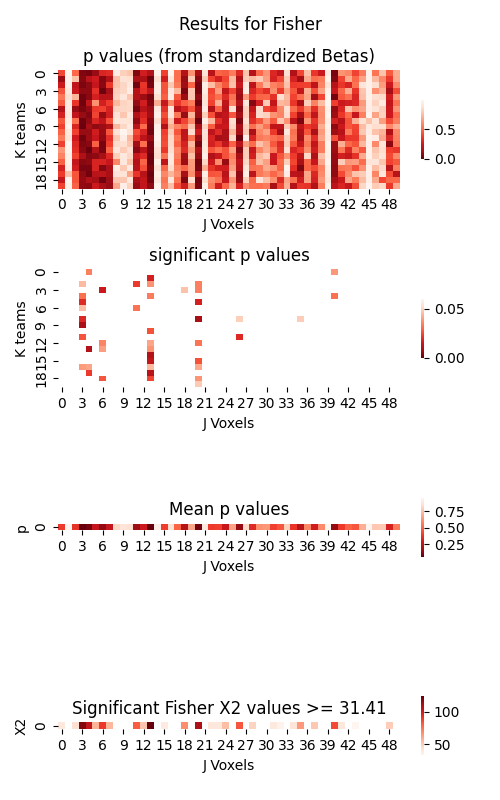 Results for Fisher
p values (from standardized Betas)
K teams
0
3
6
9
12
15
18
0 3 6 9 12 15 18 21 24 27 30 33 36 39 42 45 48
J Voxels
0.5
0.0
significant p values
K teams
0
3
6
9
12
15
18
0 3 6 9 12 15 18 21 24 27 30 33 36 39 42 45 48
J Voxels
0.05
0.00
Mean p values
p
0
0 3 6 9 12 15 18 21 24 27 30 33 36 39 42 45 48
J Voxels
0.75
0.50
0.25
Significant Fisher X2 values >= 31.41
X2
0
0 3 6 9 12 15 18 21 24 27 30 33 36 39 42 45 48
J Voxels
100
50